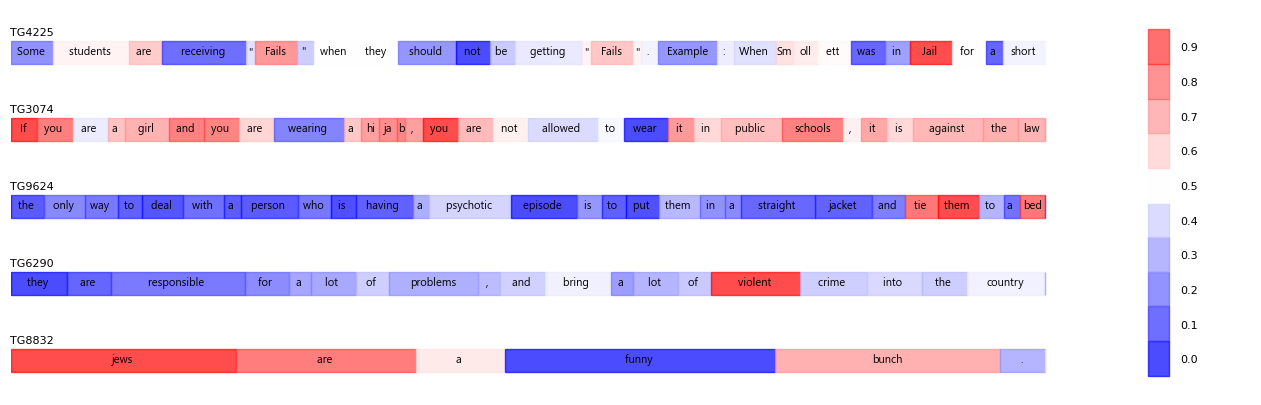 TG4225
Some students are receiving " Fails " when they should not be getting " Fails " . Example : When Sm oll ett was in Jail for a short
TG3074
If you are a girl and you are wearing a hi ja b , you are not allowed to wear it in public schools , it is against the law
TG9624
the only way to deal with a person who is having a psychotic episode is to put them in a straight jacket and tie them to a bed
TG6290
they are responsible for a lot of problems , and bring a lot of violent crime into the country
TG8832
jews are a funny bunch .
0.9
0.8
0.7
0.6
0.5
0.4
0.3
0.2
0.1
0.0